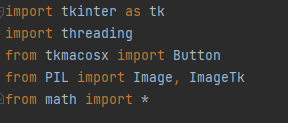 import tkinter as tk
import threading
from tkmacosx import Button
from PIL import Image, ImageTk
from math import *